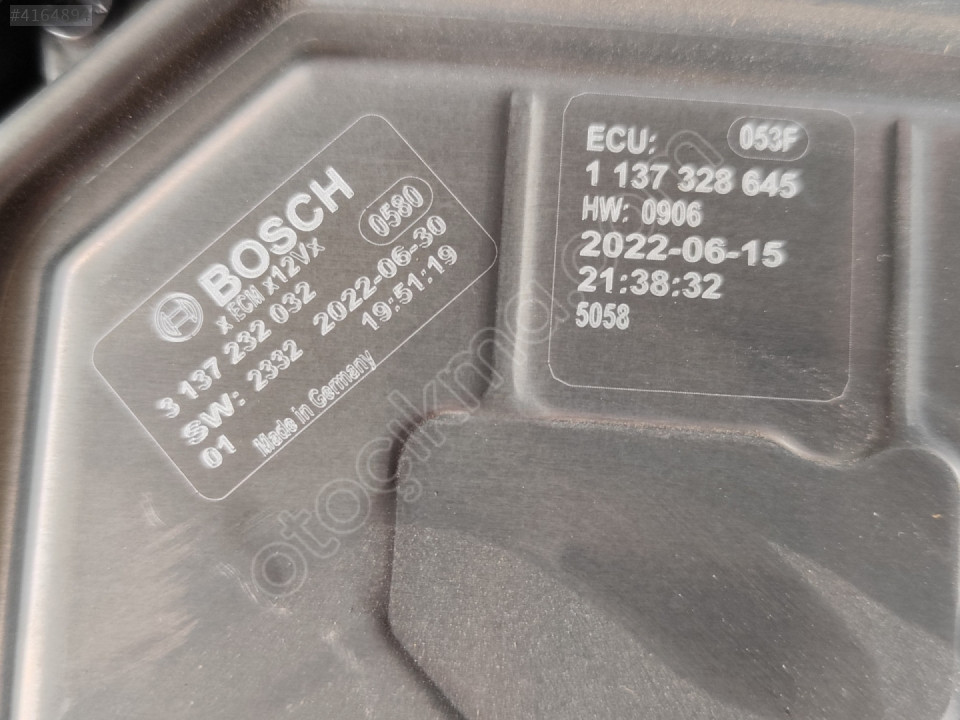 #416489
BOSCH
x ECM x12Vx
0580
3 137 232 032
SW: 2332 2022-06-30
01 19:51:19
Made in Germany
ECU: 053F
1 137 328 645
HW: 0906
2022-06-15
21:38:32
5058